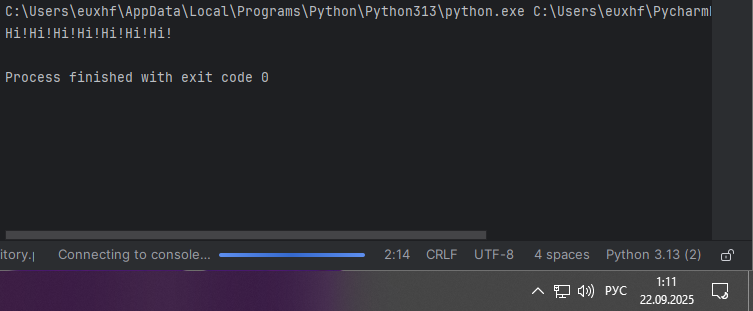 C:\Users\euxhf\AppData\Local\Programs\Python\Python313\python.exe C:\Users\euxhf\Pycharm
Hi!Hi!Hi!Hi!Hi!Hi!Hi!
Process finished with exit code 0
itory.p Connecting to console... 2:14 CRLF UTF-8 4 spaces Python 3.13 (2)
РУС 1:11
22.09.2025